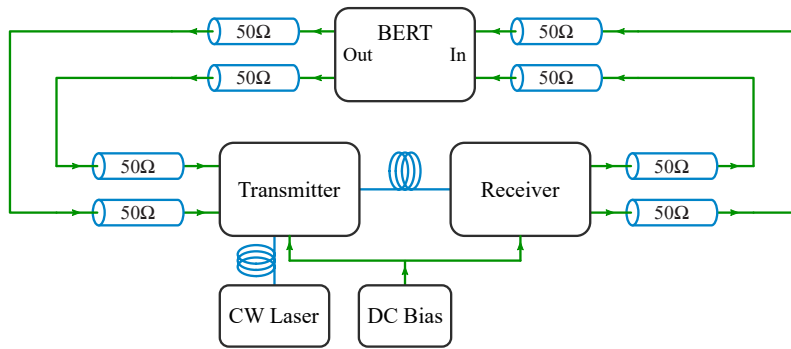 50Ω
BERT
50Ω
Out
In
50Ω
50Ω
50Ω
Transmitter
Receiver
50Ω
50Ω
50Ω
CW Laser
DC Bias